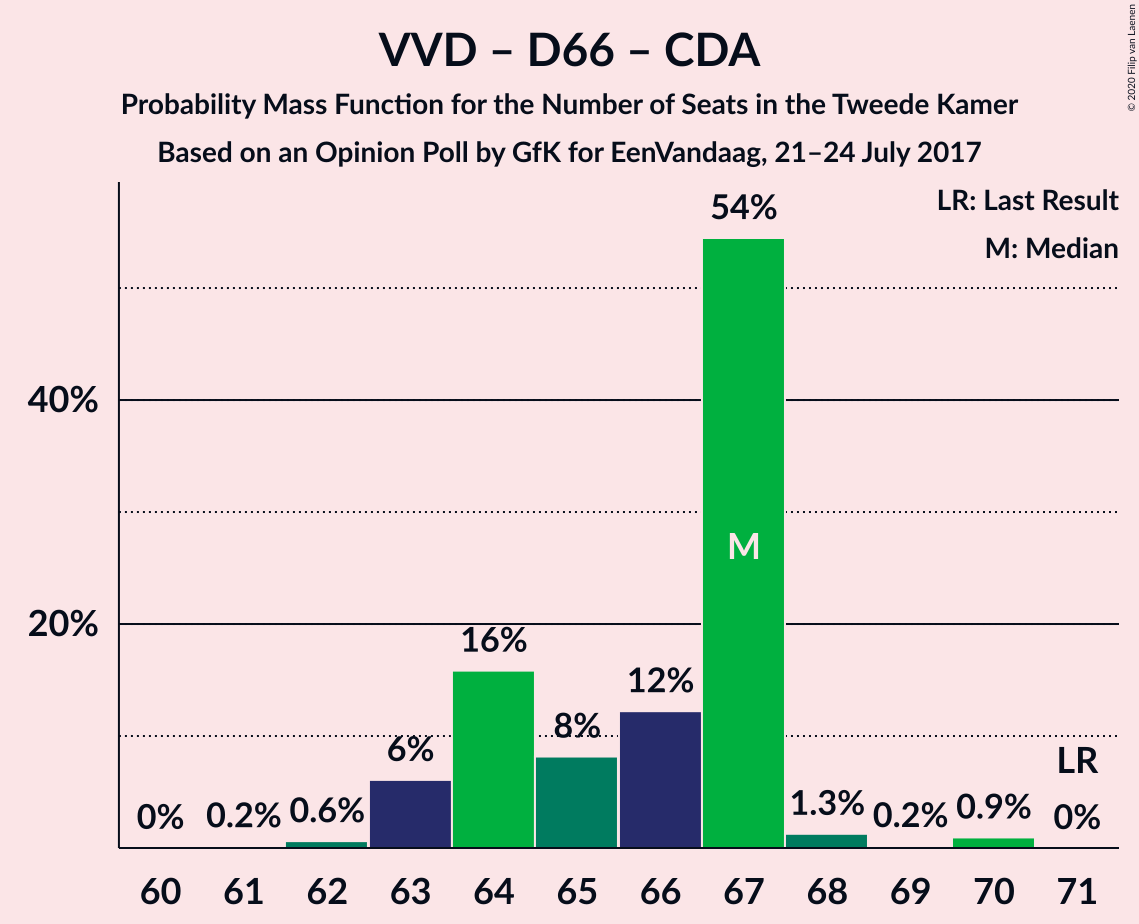 VVD – D66 – CDA
Probability Mass Function for the Number of Seats in the Tweede Kamer
Based on an Opinion Poll by GfK for EenVandaag, 21–24 July 2017
© 2020 Filip van Laenen
LR: Last Result
M: Median
40%
20%
0%
0.2%
0.6%
6%
16%
8%
12%
54%
M
1.3%
0.2%
0.9%
LR
0%
60 61 62 63 64 65 66 67 68 69 70 71